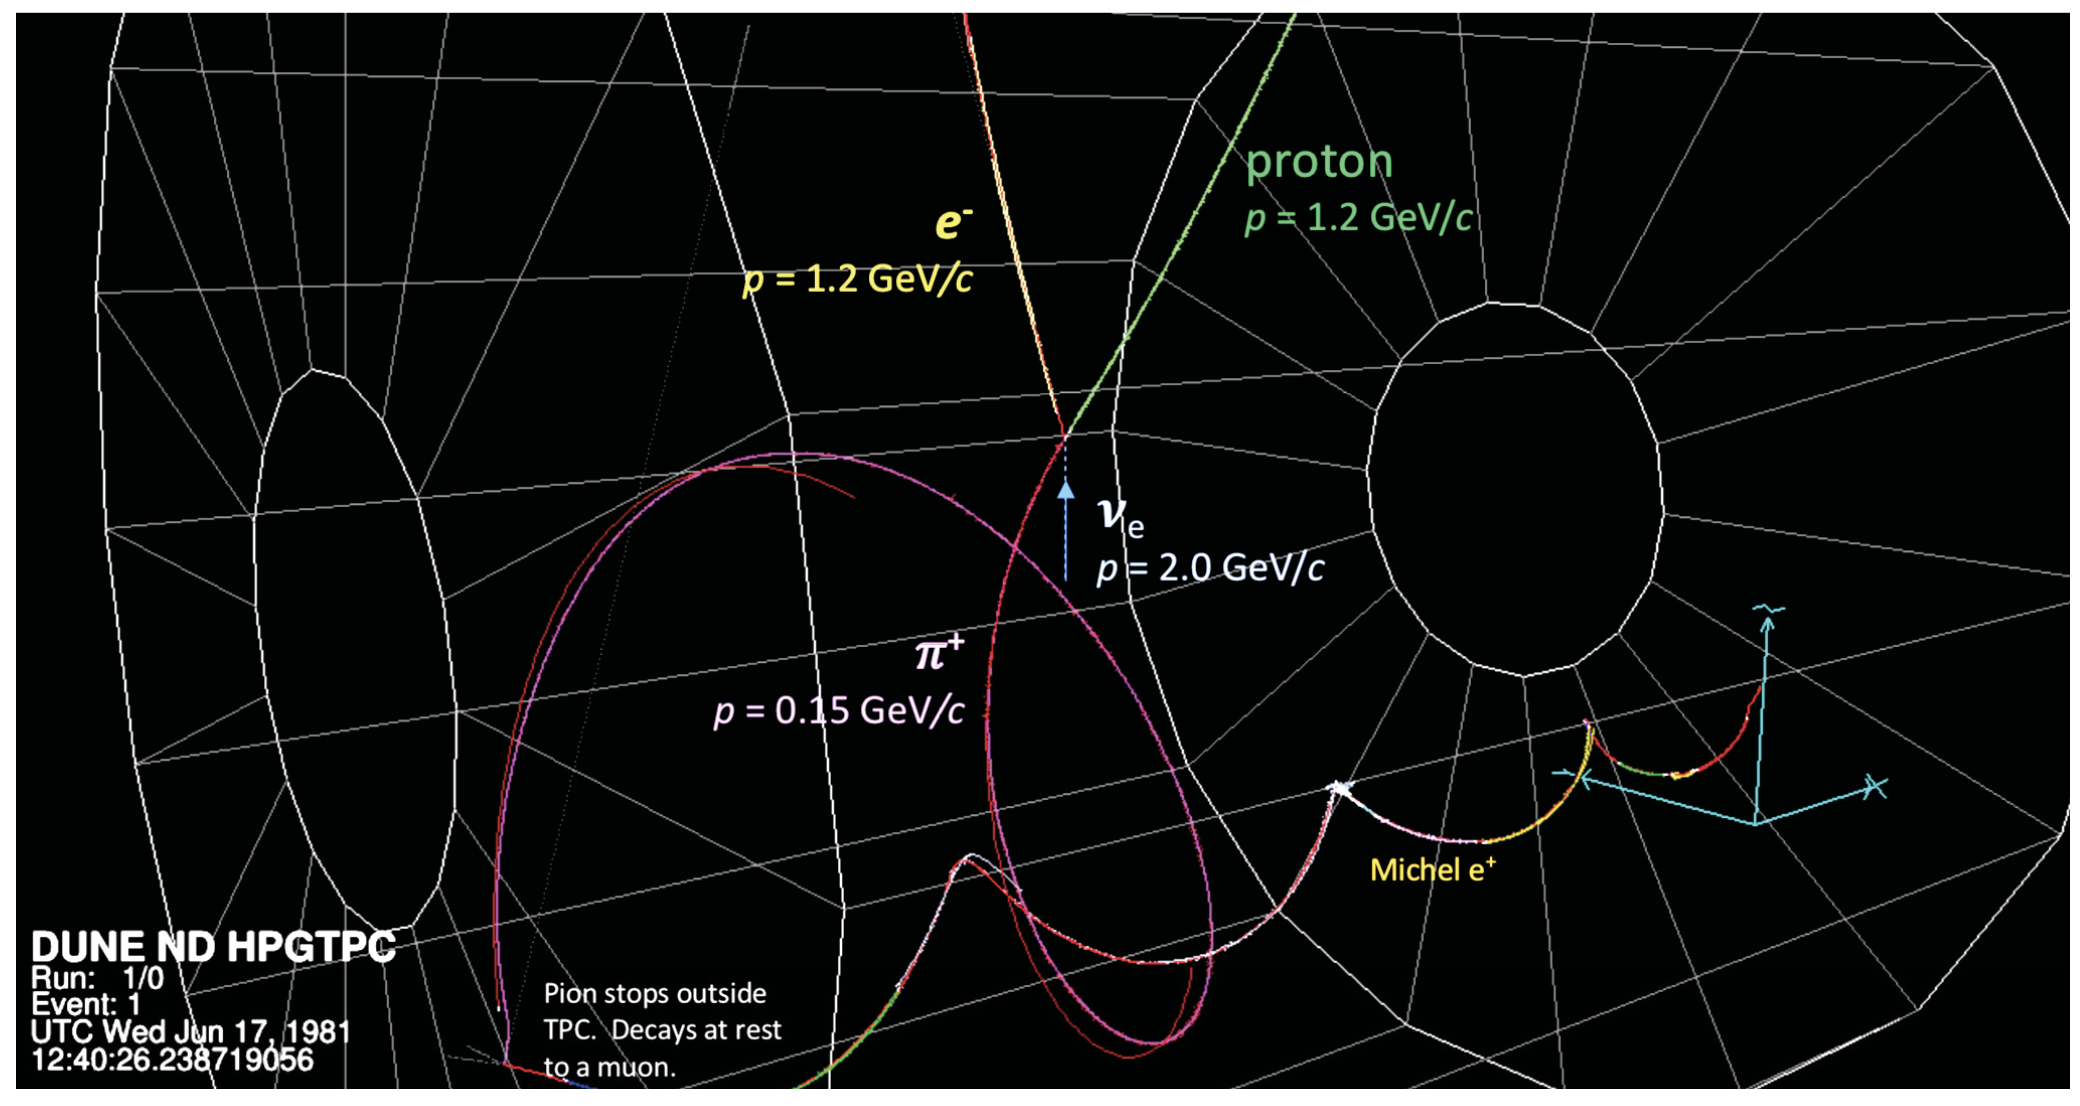 proton
p = 1.2 GeV/c
e-
p = 1.2 GeV/c
νe
p = 2.0 GeV/c
π+
p = 0.15 GeV/c
Michel e+
DUNE ND HPGTPC
Run: 1/0
Event: 1
UTC Wed Jun 17, 1981
12:40:26.238719056
Pion stops outside
TPC. Decays at rest
to a muon.